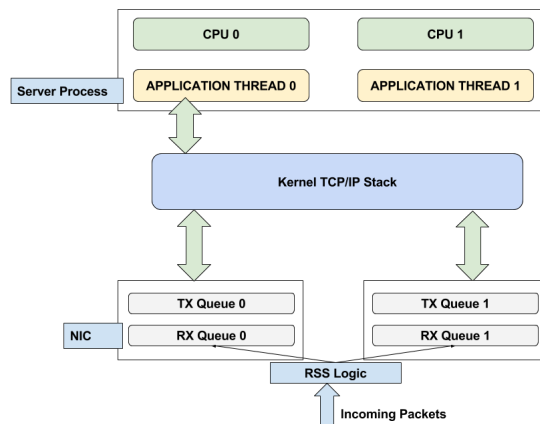 CPU 0
CPU 1
Server Process
APPLICATION THREAD 0
APPLICATION THREAD 1
Kernel TCP/IP Stack
TX Queue 0
TX Queue 1
NIC
RX Queue 0
RX Queue 1
RSS Logic
Incoming Packets